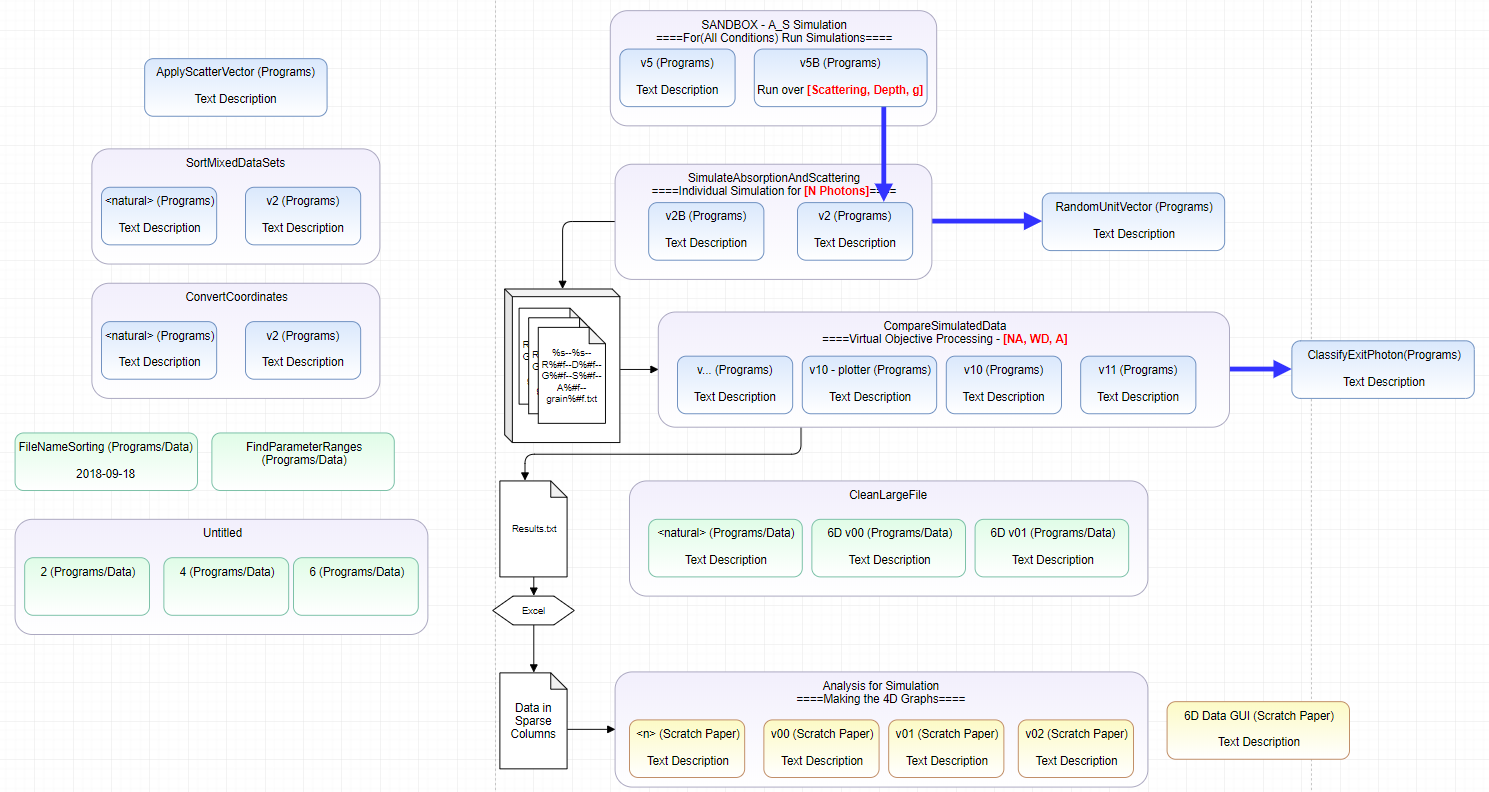 SANDBOX - A_S Simulation
====For(All Conditions) Run Simulations====
v5 (Programs)
Text Description
v5B (Programs)
Run over [Scattering, Depth, g]
ApplyScatterVector (Programs)
Text Description
SortMixedDataSets
<natural> (Programs)
Text Description
v2 (Programs)
Text Description
SimulateAbsorptionAndScattering
====Individual Simulation for [N Photons]====
v2B (Programs)
Text Description
v2 (Programs)
Text Description
RandomUnitVector (Programs)
Text Description
ConvertCoordinates
<natural> (Programs)
Text Description
v2 (Programs)
Text Description
R
G
R
G
%s--%s--
R%#f--D%#f--
G%#f--S%#f--
A%#f--
grain%#f.txt
CompareSimulatedData
====Virtual Objective Processing - [NA, WD, A]
v... (Programs)
Text Description
v10 - plotter (Programs)
Text Description
v10 (Programs)
Text Description
v11 (Programs)
Text Description
ClassifyExitPhoton(Programs)
Text Description
FileNameSorting (Programs/Data)
2018-09-18
FindParameterRanges
(Programs/Data)
Results.txt
CleanLargeFile
<natural> (Programs/Data)
Text Description
6D v00 (Programs/Data)
Text Description
6D v01 (Programs/Data)
Text Description
Untitled
2 (Programs/Data)
4 (Programs/Data)
6 (Programs/Data)
Excel
Data in
Sparse
Columns
Analysis for Simulation
====Making the 4D Graphs====
<n> (Scratch Paper)
Text Description
v00 (Scratch Paper)
Text Description
v01 (Scratch Paper)
Text Description
v02 (Scratch Paper)
Text Description
6D Data GUI (Scratch Paper)
Text Description